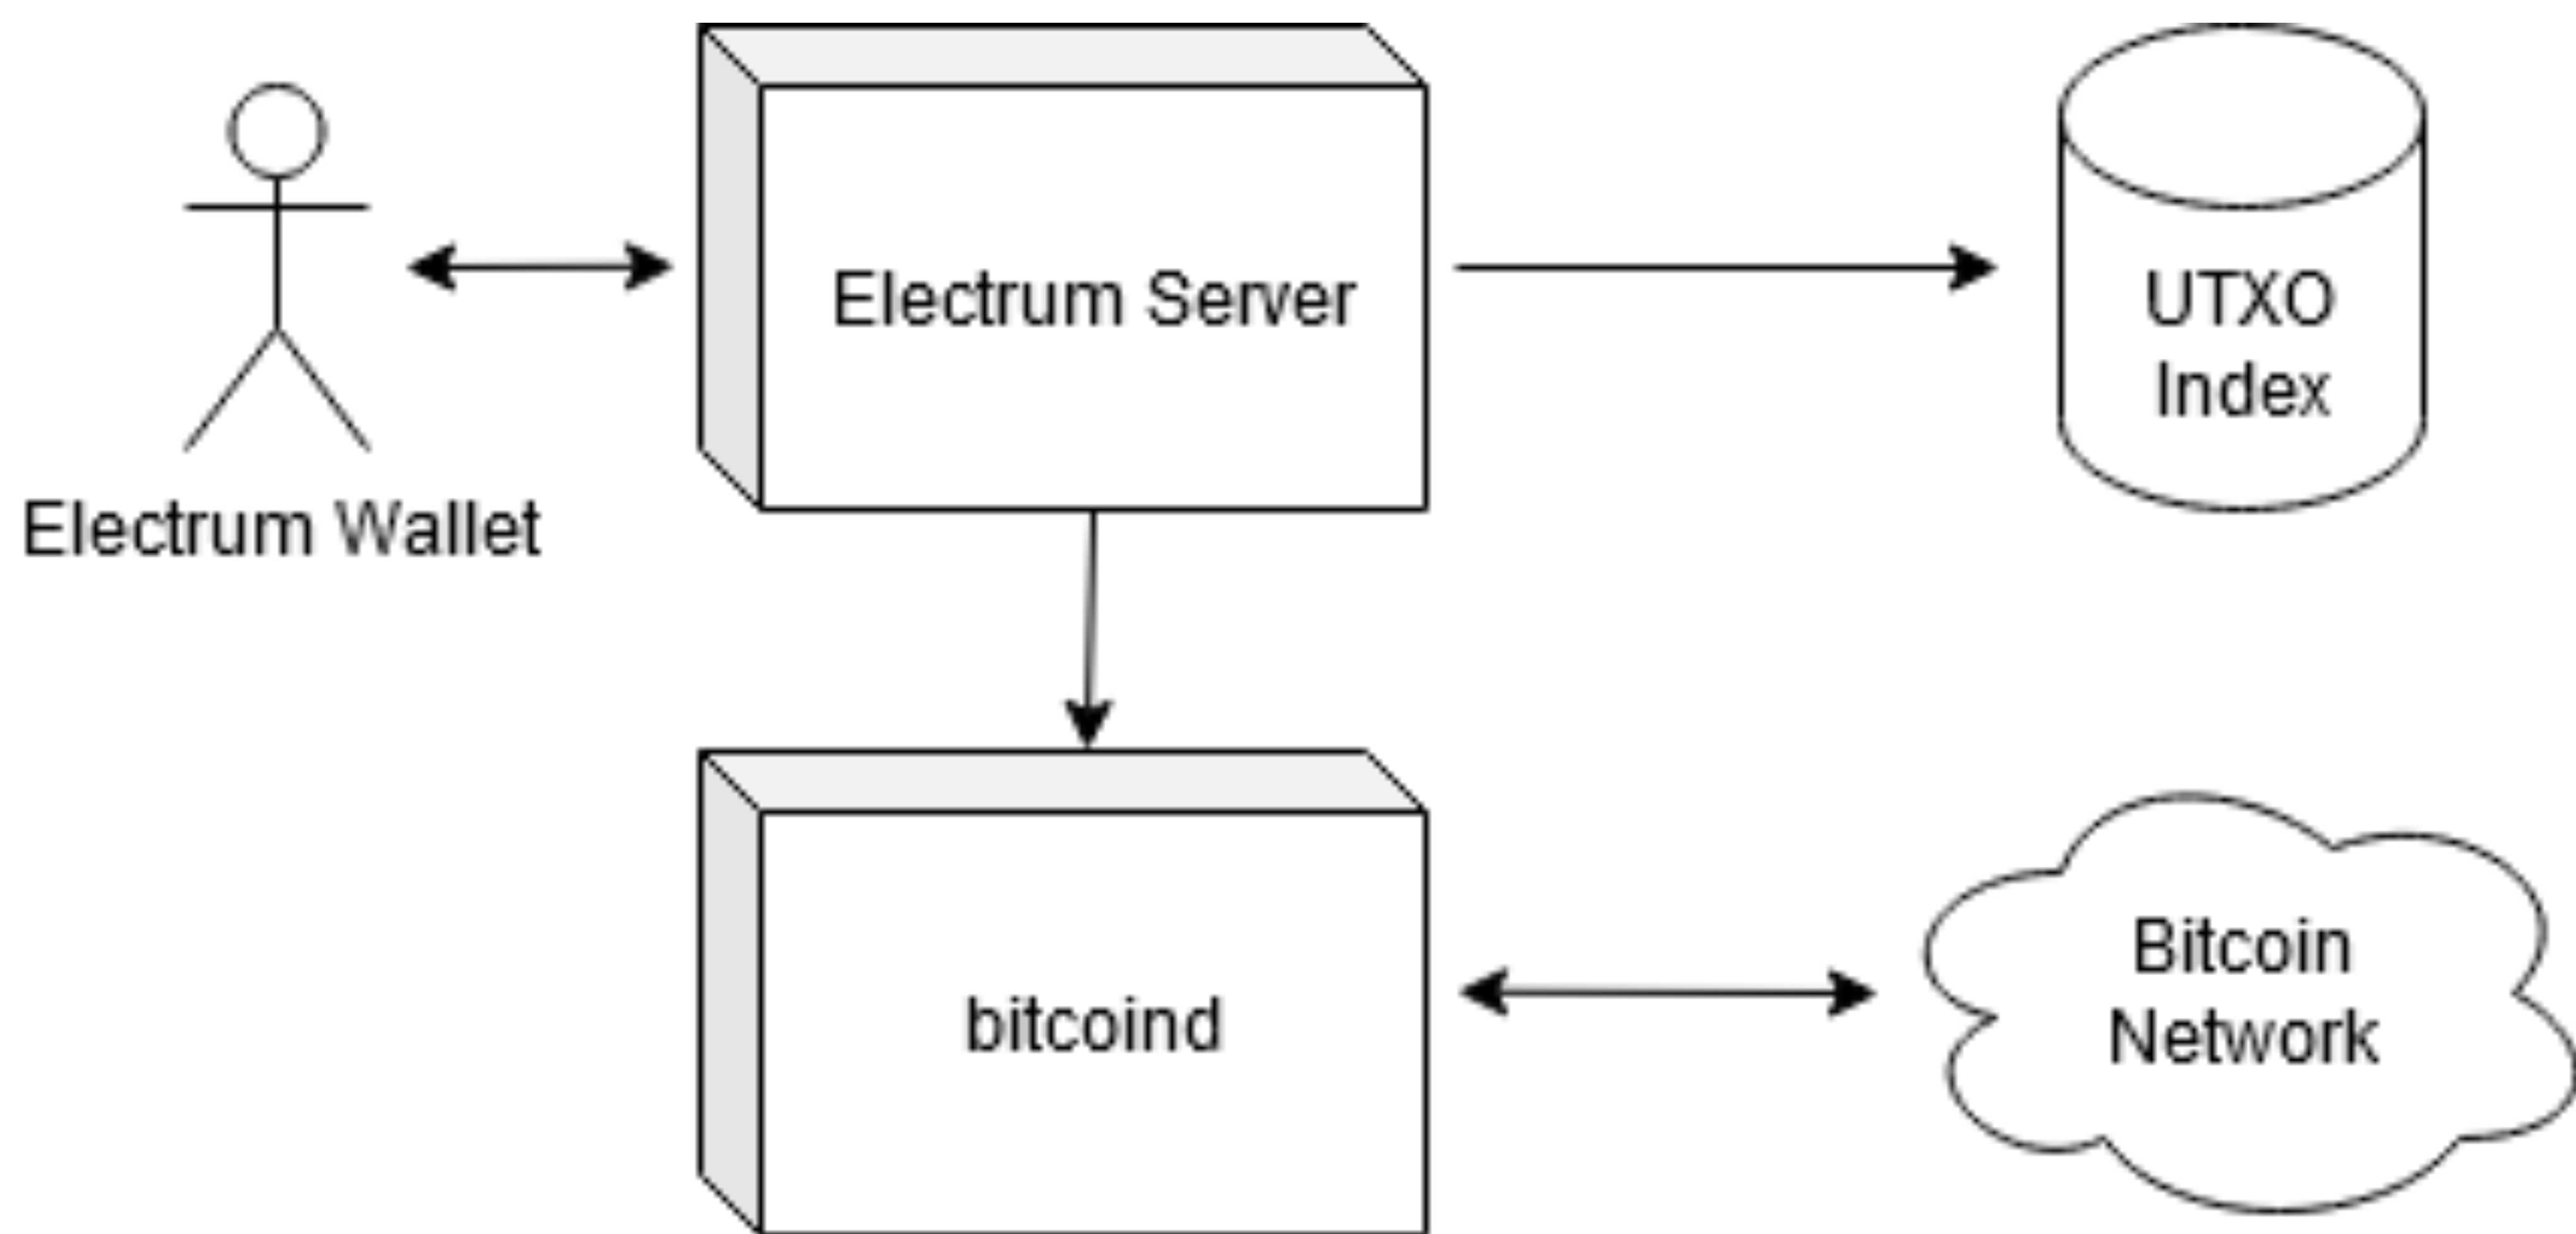 Electrum Wallet
Electrum Server
UTXO
Index
bitcoind
Bitcoin
Network